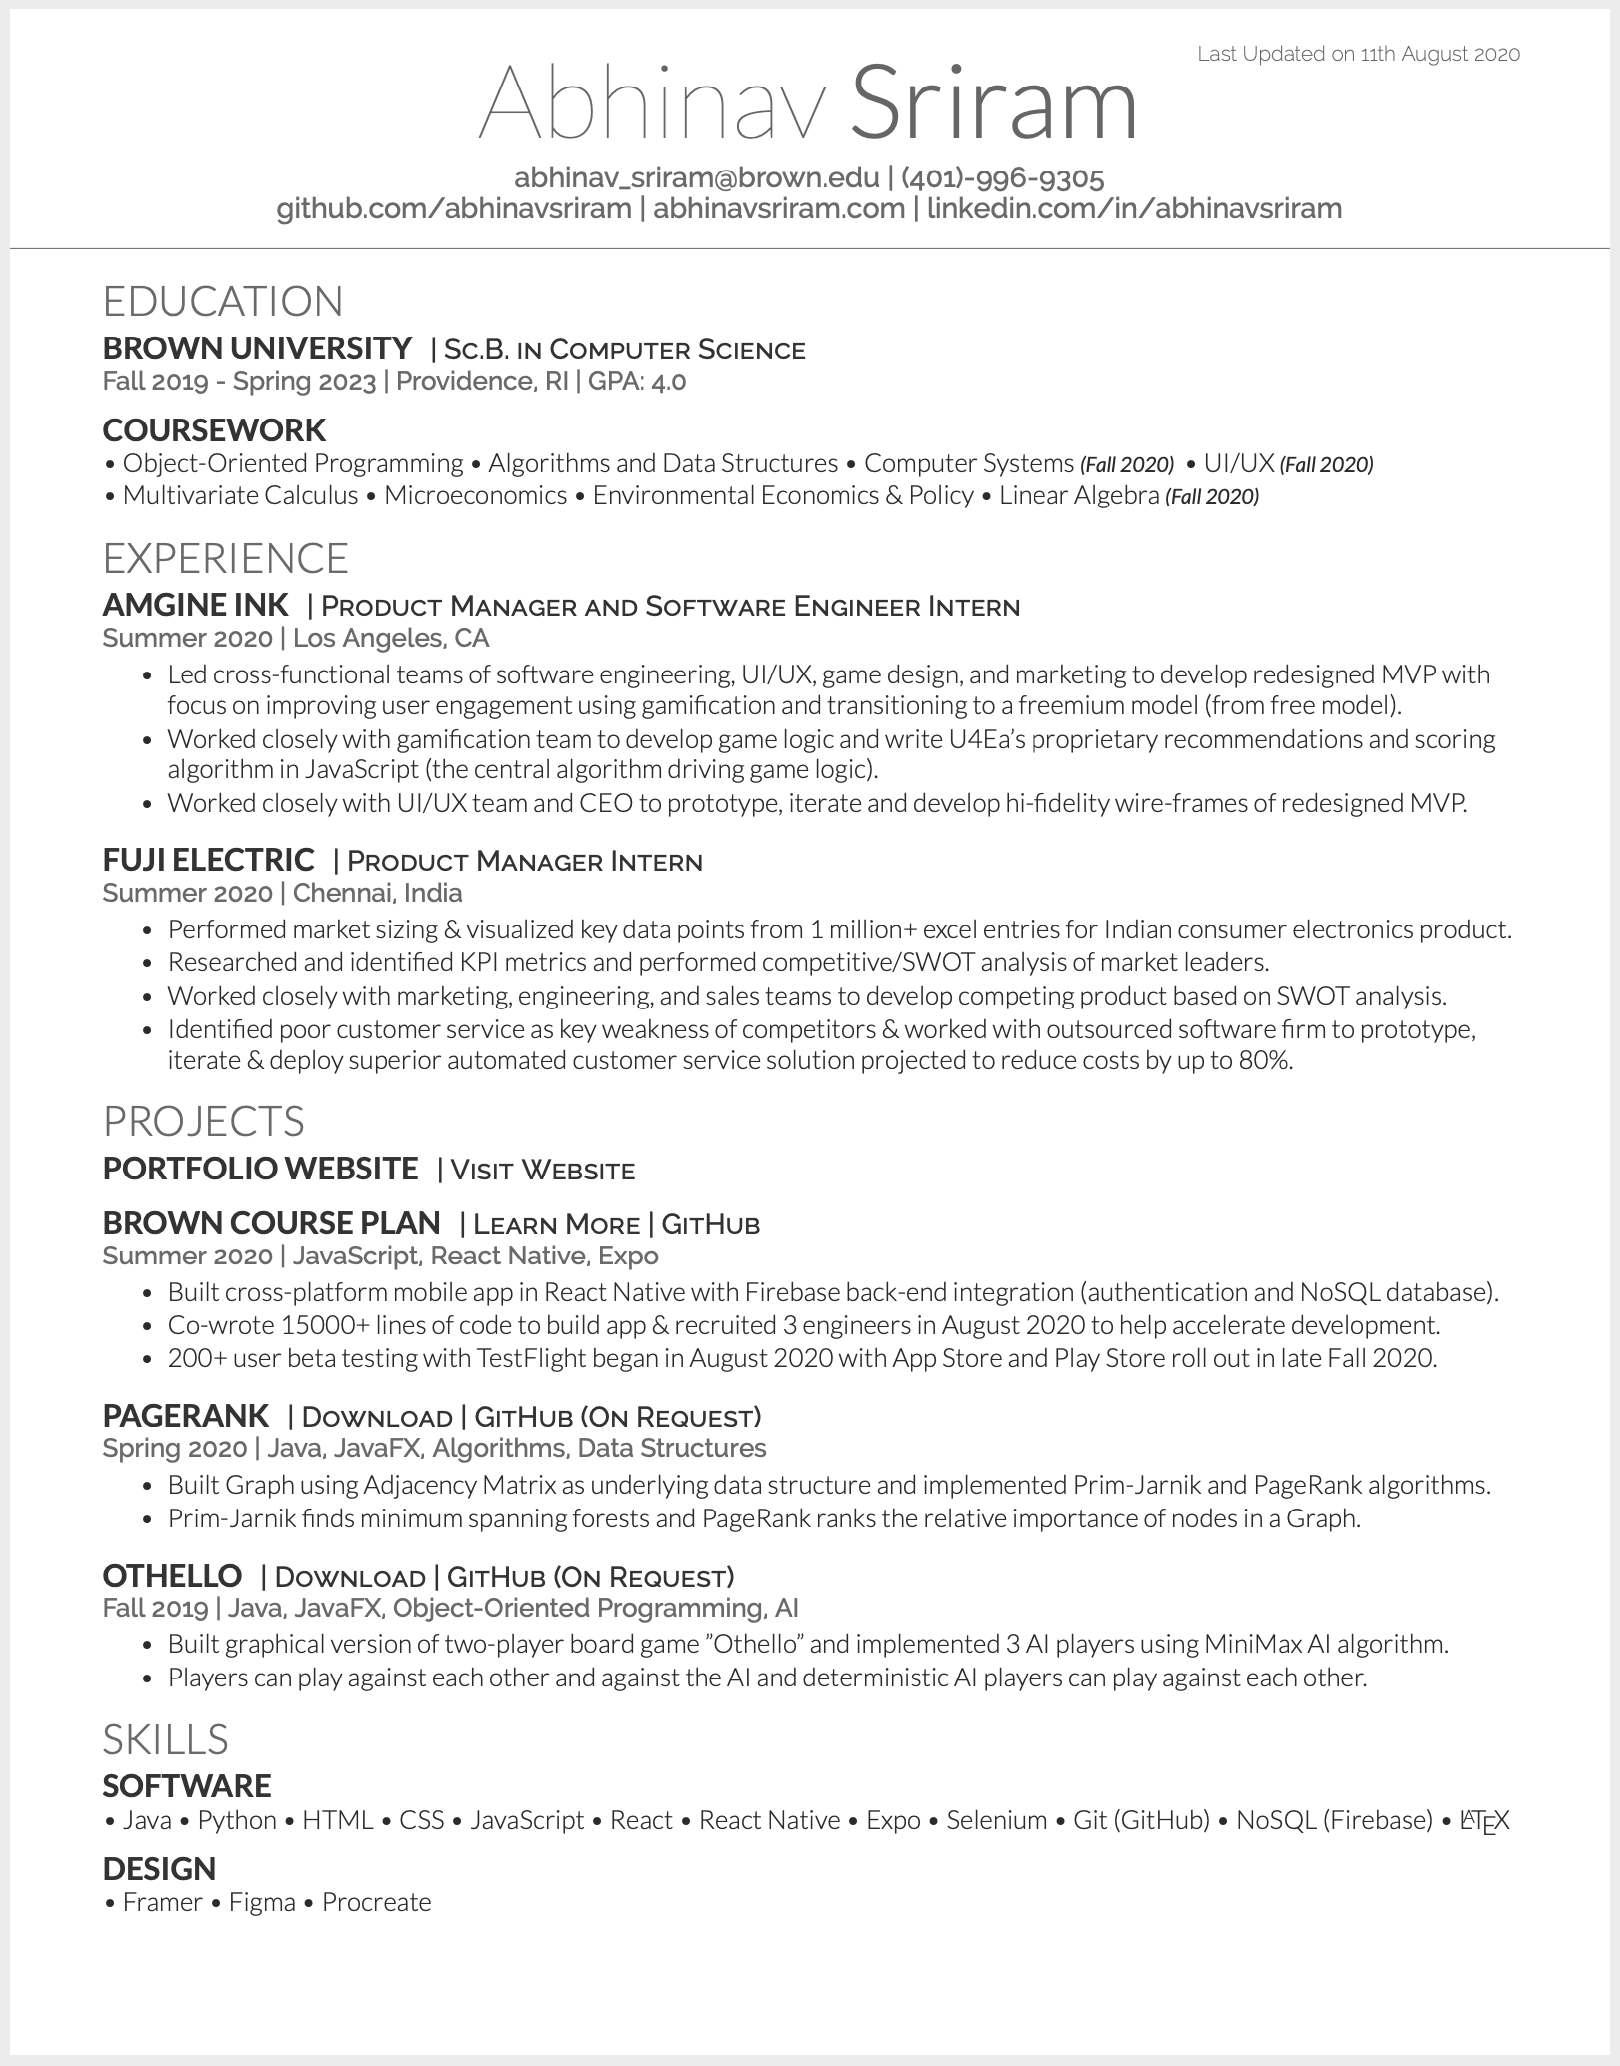 Last Updated on 11th August 2020
Abhinav Sriram
abhinav_sriram@brown.edu | (401)-996-9305
github.com/abhinavsriram | abhinavsriram.com | linkedin.com/in/abhinavsriram
EDUCATION
BROWN UNIVERSITY | Sc.B. in Computer Science
Fall 2019 - Spring 2023 | Providence, RI | GPA: 4.0
COURSEWORK
• Object-Oriented Programming • Algorithms and Data Structures • Computer Systems (Fall 2020) • UI/UX (Fall 2020)
• Multivariate Calculus • Microeconomics • Environmental Economics & Policy • Linear Algebra (Fall 2020)
EXPERIENCE
AMGINE INK | Product Manager and Software Engineer Intern
Summer 2020 | Los Angeles, CA
• Led cross-functional teams of software engineering, UI/UX, game design, and marketing to develop redesigned MVP with
focus on improving user engagement using gamification and transitioning to a freemium model (from free model).
• Worked closely with gamification team to develop game logic and write U4Ea's proprietary recommendations and scoring
algorithm in JavaScript (the central algorithm driving game logic).
• Worked closely with UI/UX team and CEO to prototype, iterate and develop hi-fidelity wire-frames of redesigned MVP.
FUJI ELECTRIC | Product Manager Intern
Summer 2020 | Chennai, India
• Performed market sizing & visualized key data points from 1 million+ excel entries for Indian consumer electronics product.
• Researched and identified KPI metrics and performed competitive/SWOT analysis of market leaders.
• Worked closely with marketing, engineering, and sales teams to develop competing product based on SWOT analysis.
• Identified poor customer service as key weakness of competitors & worked with outsourced software firm to prototype,
iterate & deploy superior automated customer service solution projected to reduce costs by up to 80%.
PROJECTS
PORTFOLIO WEBSITE | Visit Website
BROWN COURSE PLAN | Learn More | GitHub
Summer 2020 | JavaScript, React Native, Expo
• Built cross-platform mobile app in React Native with Firebase back-end integration (authentication and NoSQL database).
• Co-wrote 15000+ lines of code to build app & recruited 3 engineers in August 2020 to help accelerate development.
• 200+ user beta testing with TestFlight began in August 2020 with App Store and Play Store roll out in late Fall 2020.
PAGERANK | Download | GitHub (On Request)
Spring 2020 | Java, JavaFX, Algorithms, Data Structures
• Built Graph using Adjacency Matrix as underlying data structure and implemented Prim-Jarnik and PageRank algorithms.
• Prim-Jarnik finds minimum spanning forests and PageRank ranks the relative importance of nodes in a Graph.
OTHELLO | Download | GitHub (On Request)
Fall 2019 | Java, JavaFX, Object-Oriented Programming, AI
• Built graphical version of two-player board game ”Othello” and implemented 3 AI players using MiniMax AI algorithm.
• Players can play against each other and against the AI and deterministic AI players can play against each other.
SKILLS
SOFTWARE
• Java • Python • HTML • CSS • JavaScript • React • React Native • Expo • Selenium • Git (GitHub) • NoSQL (Firebase) • LATEX
DESIGN
• Framer • Figma • Procreate